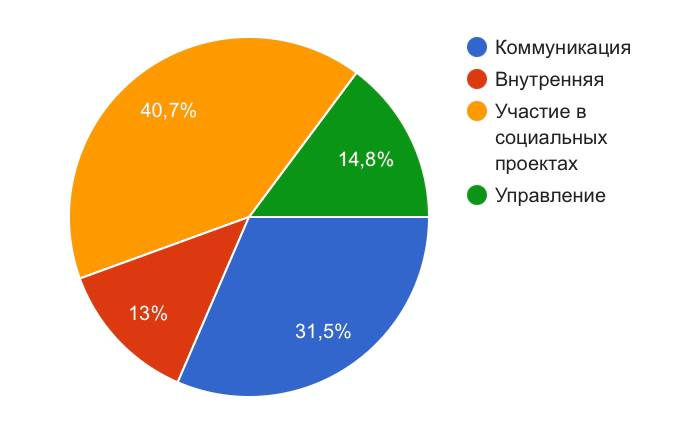 40,7%
14,8%
13%
31,5%
Коммуникация
Внутренняя
Участие в
социальных
проектах
Управление